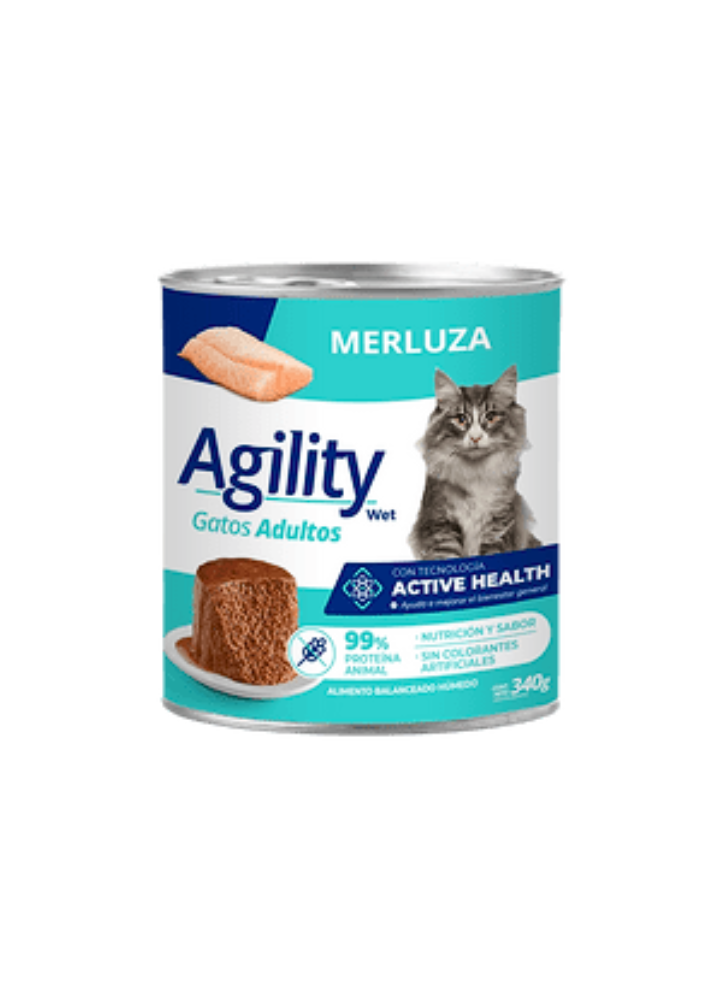 MERLUZA
Agility
Wet
Gatos Adultos
CON TECNOLOGÍA
ACTIVE HEALTH
Ayuda a mejorar el bienestar general
99%
PROTEÍNA
ANIMAL
· NUTRICIÓN Y SABOR
· SIN COLORANTES
ARTIFICIALES
ALIMENTO BALANCEADO HÚMEDO
340g